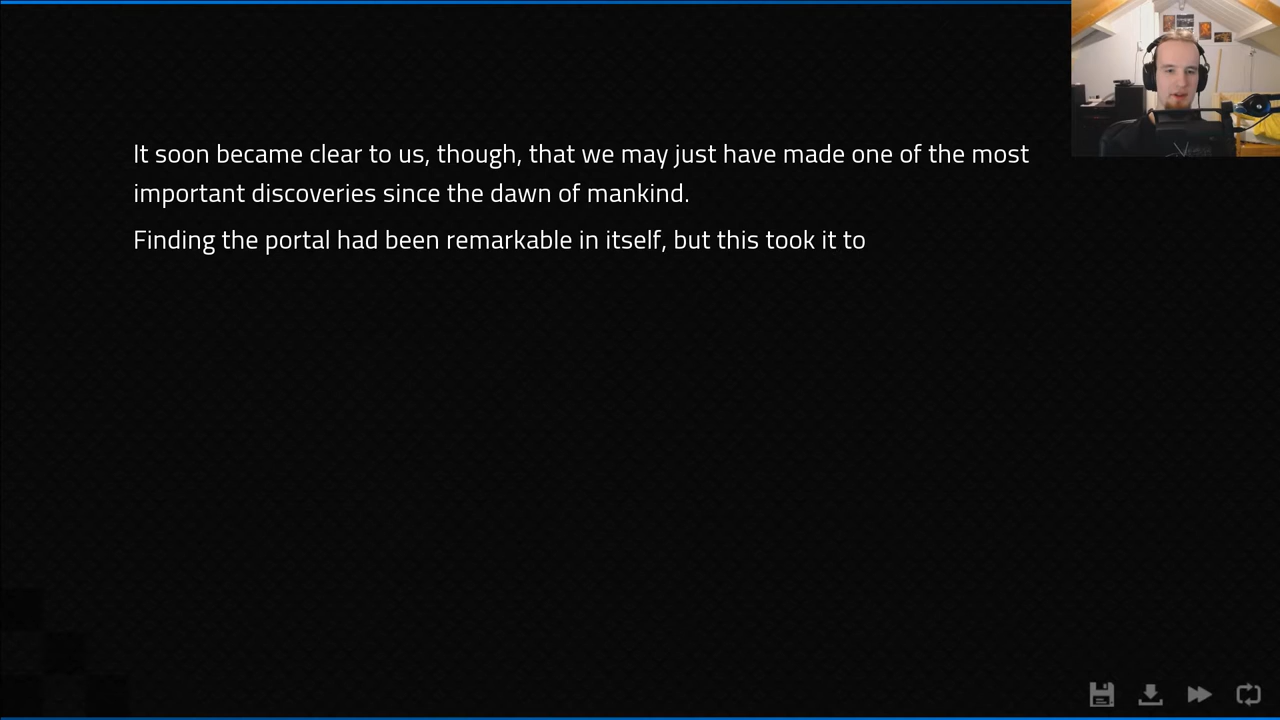 It soon became clear to us, though, that we may just have made one of the most
important discoveries since the dawn of mankind.
Finding the portal had been remarkable in itself, but this took it to